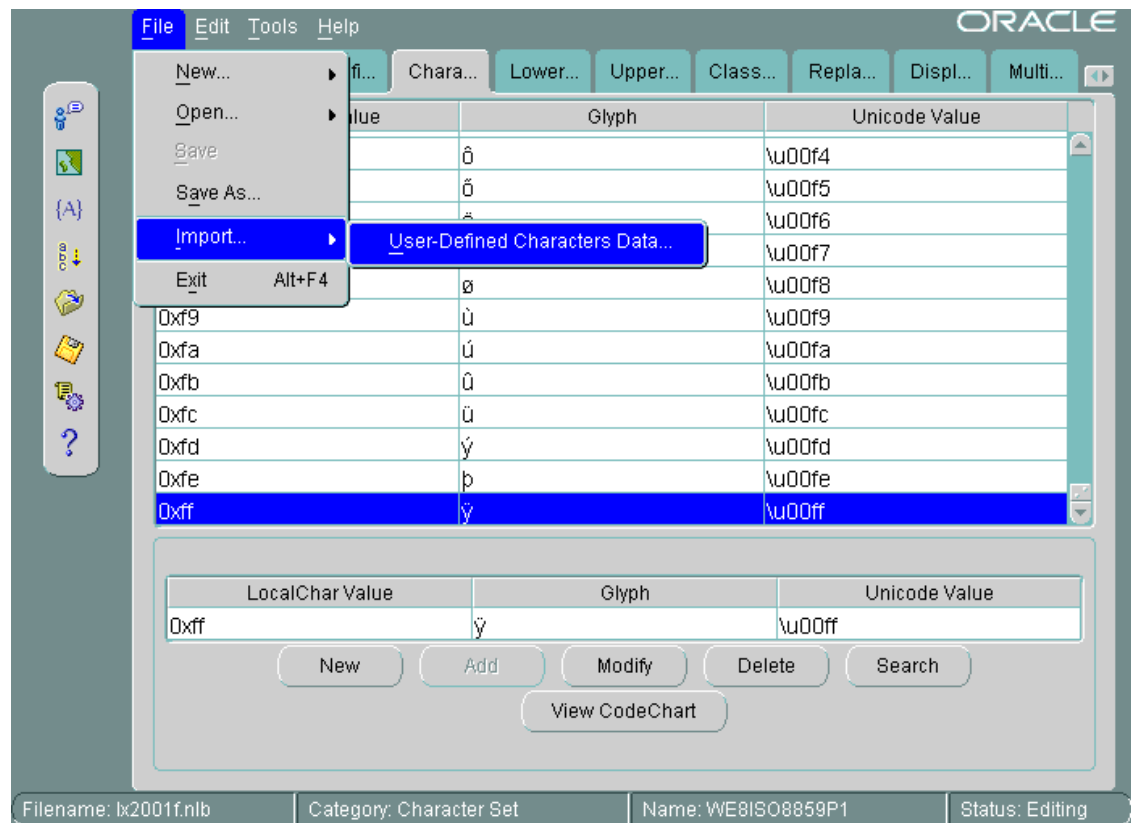 File Edit Tools Help
ORACLE
New...
Open...
Save
Save As...
Import...
Exit Alt+F4
User-Defined Characters Data...
fi... Chara... Lower... Upper... Class... Repla... Displ... Multi...
Glyph Unicode Value
ô \u00f4
õ \u00f5
\u00f6
\u00f7
ø \u00f8
0xf9 ù \u00f9
0xfa ú \u00fa
0xfb û \u00fb
0xfc ü \u00fc
0xfd ý \u00fd
0xfe þ \u00fe
0xff ÿ \u00ff
{A}
a
b
c
?
LocalChar Value Glyph Unicode Value
0xff ÿ \u00ff
New Add Modify Delete Search
View CodeChart
Filename: lx2001f.nlb Category: Character Set Name: WE8ISO8859P1 Status: Editing